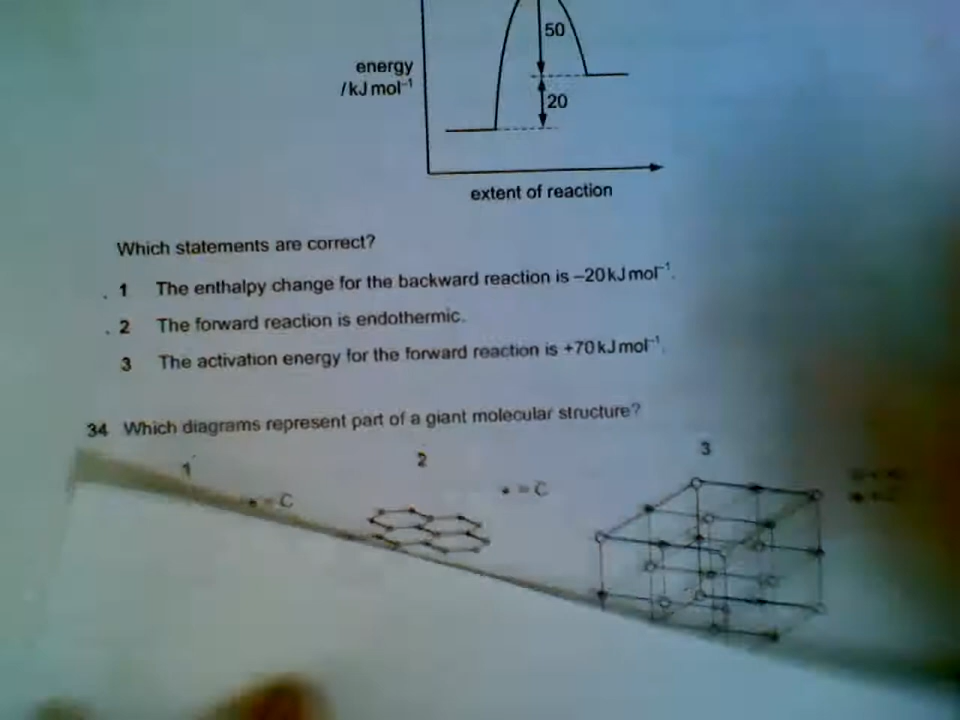 50
energy
/kJ mol⁻¹
20
extent of reaction
Which statements are correct?
1 The enthalpy change for the backward reaction is –20 kJ mol⁻¹.
2 The forward reaction is endothermic.
3 The activation energy for the forward reaction is +70 kJ mol⁻¹.
34 Which diagrams represent part of a giant molecular structure?
1 2 3
= C = C